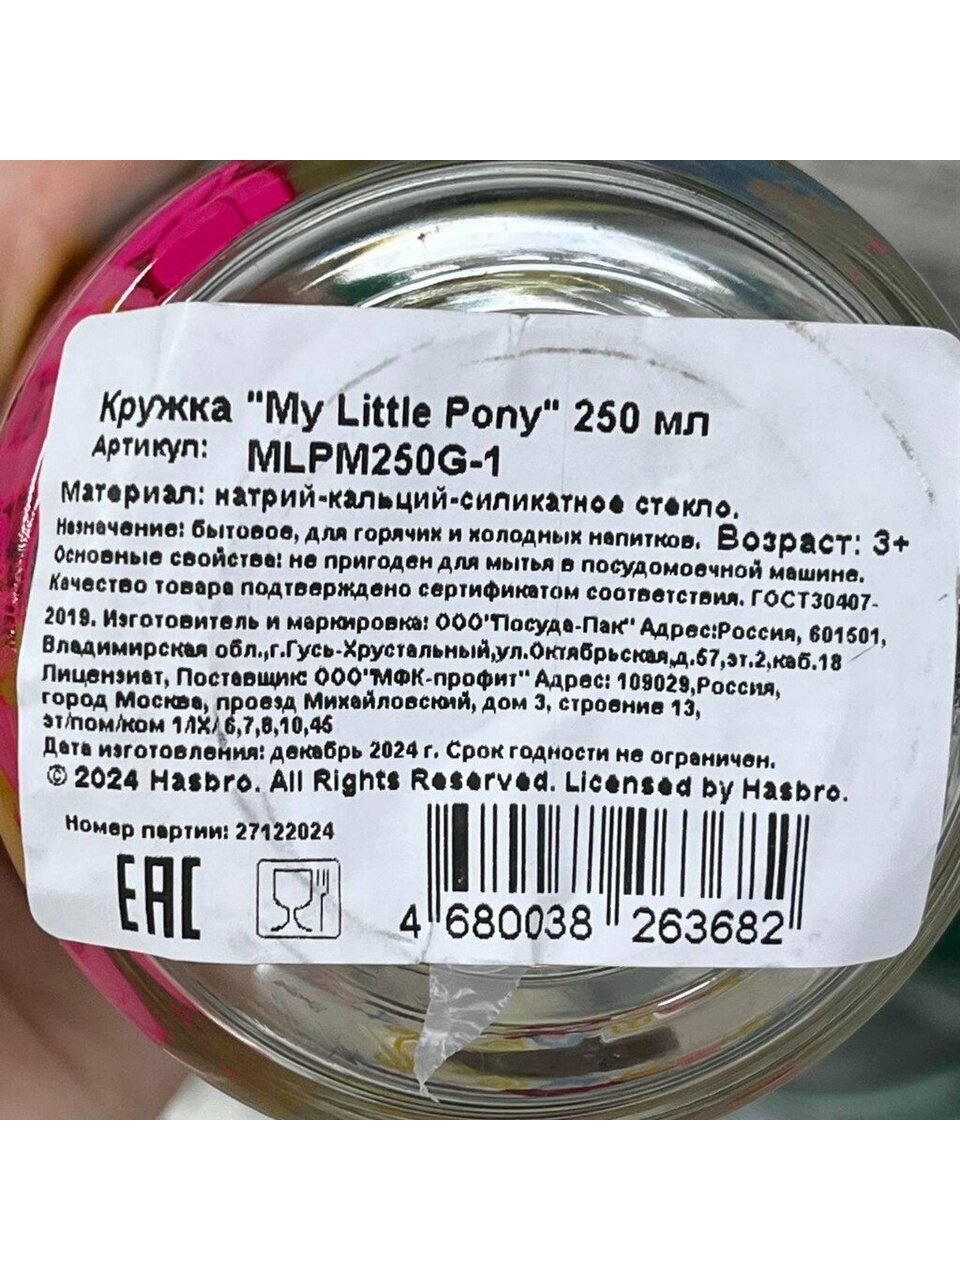 Кружка "My Little Pony" 250 мл
Артикул: MLPM250G-1
Материал: натрий-кальций-силикатное стекло.
Назначение: бытовое, для горячих и холодных напитков. Возраст: 3+
Основные свойства: не пригоден для мытья в посудомоечной машине.
Качество товара подтверждено сертификатом соответствия. ГОСТ30407-
2019. Изготовитель и маркировка: ООО"Посуда-Пак" Адрес:Россия, 601501,
Владимирская обл.,г.Гусь-Хрустальный,ул.Октябрьская,д.57,эт.2,каб.18
Лицензиат, Поставщик: ООО"МФК-профит" Адрес: 109029,Россия,
город Москва, проезд Михайловский, дом 3, строение 13,
эт/пом/ком 1/IX/ 6,7,8,10,45
Дата изготовления: декабрь 2024 г. Срок годности не ограничен.
© 2024 Hasbro. All Rights Reserved. Licensed by Hasbro.
Номер партии: 27122024
EAC
4 680038 263682